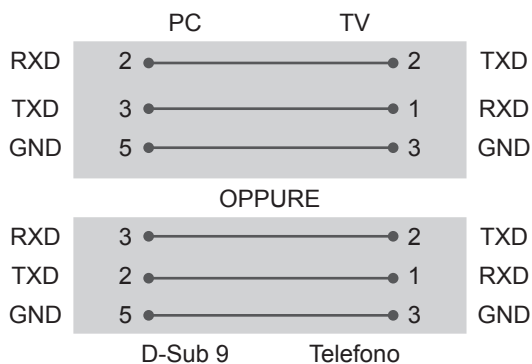 PC TV
RXD 2 2 TXD
TXD 3 1 RXD
GND 5 3 GND
OPPURE
RXD 3 2 TXD
TXD 2 1 RXD
GND 5 3 GND
D-Sub 9 Telefono